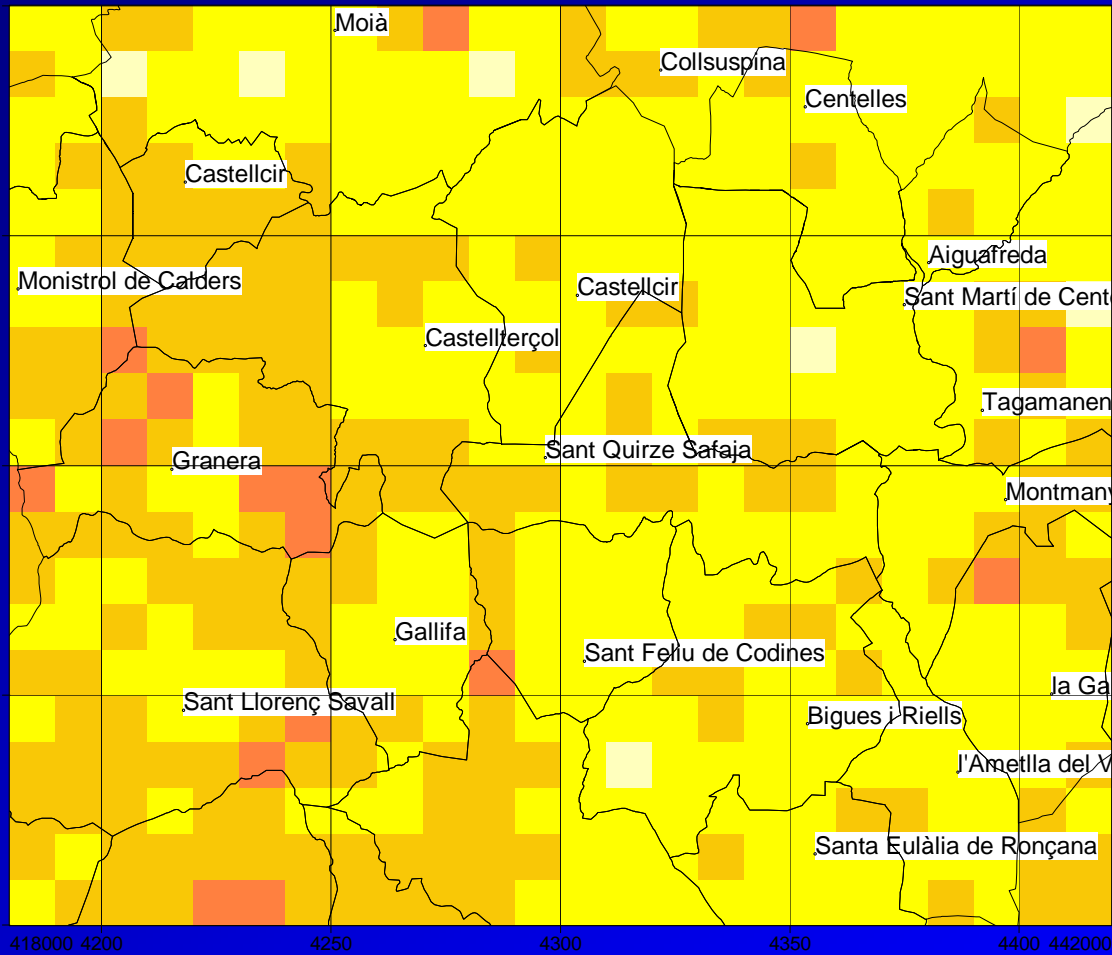 Moià
Collsuspina
Centelles
Castellcir
Aiguafreda
Monistrol de Calders
Castellcir
Sant Martí de Cent
Castellterçol
Tagamanen
Sant Quirze Safaja
Granera
Montmany
Gallifa
Sant Feliu de Codines
la Ga
Sant Llorenç Savall
Bigues i Riells
l'Ametlla del V
Santa Eulàlia de Ronçana
418000 4200 4250 4300 4350 4400 442000